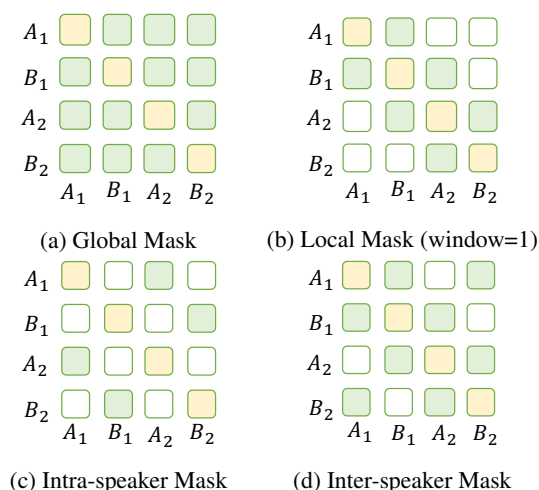 A₁
B₁
A₂
B₂
A₁ B₁ A₂ B₂
(a) Global Mask
A₁
B₁
A₂
B₂
A₁ B₁ A₂ B₂
(b) Local Mask (window=1)
A₁
B₁
A₂
B₂
A₁ B₁ A₂ B₂
(c) Intra-speaker Mask
A₁
B₁
A₂
B₂
A₁ B₁ A₂ B₂
(d) Inter-speaker Mask